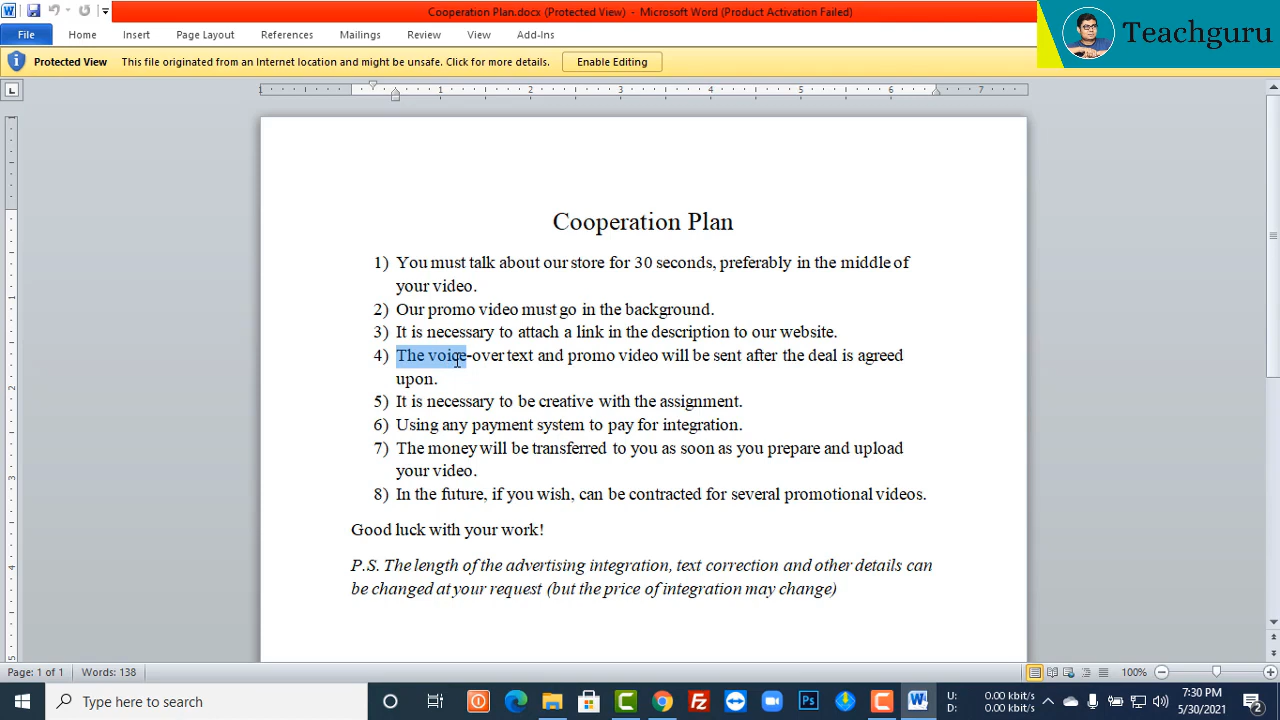 Cooperation Plan.docx (Protected View) - Microsoft Word (Product Activation Failed)
Teachguru
File Home Insert Page Layout References Mailings Review View Add-Ins
Protected View This file originated from an Internet location and might be unsafe. Click for more details. Enable Editing
1 1 2 3 4 5 6 7
Cooperation Plan
1) You must talk about our store for 30 seconds, preferably in the middle of
your video.
2) Our promo video must go in the background.
3) It is necessary to attach a link in the description to our website.
4) The voice-over text and promo video will be sent after the deal is agreed
upon.
5) It is necessary to be creative with the assignment.
6) Using any payment system to pay for integration.
7) The money will be transferred to you as soon as you prepare and upload
your video.
8) In the future, if you wish, can be contracted for several promotional videos.
Good luck with your work!
P.S. The length of the advertising integration, text correction and other details can
be changed at your request (but the price of integration may change)
Page: 1 of 1 Words: 138 100%
Type here to search
U: 0.00 kbit/s
D: 0.00 kbit/s
7:30 PM
5/30/2021
2